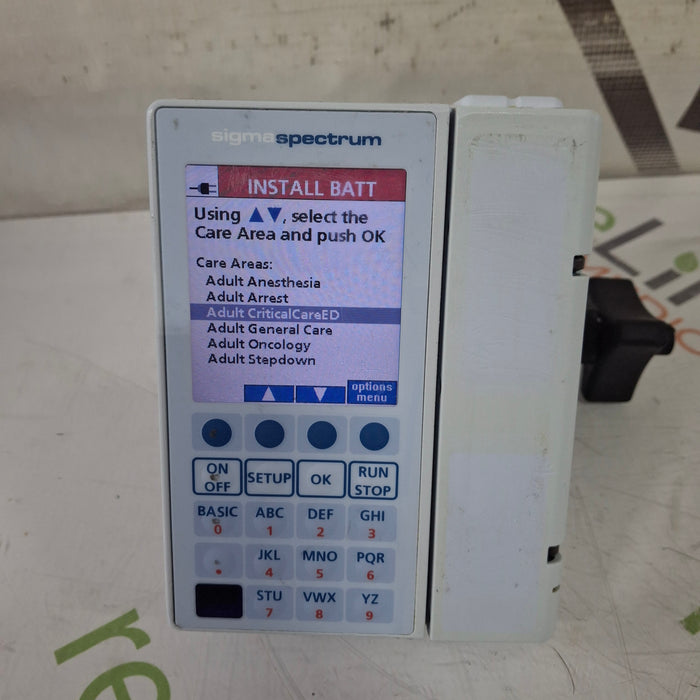 sigmaspectrum
INSTALL BATT
Using ▲▼, select the
Care Area and push OK
Care Areas:
Adult Anesthesia
Adult Arrest
Adult CriticalCareED
Adult General Care
Adult Oncology
Adult Stepdown
options
menu
ON
OFF
SETUP
OK
RUN
STOP
BASIC
0
ABC
1
DEF
2
GHI
3
.
JKL
4
MNO
5
PQR
6
STU
7
VWX
8
YZ
9
re